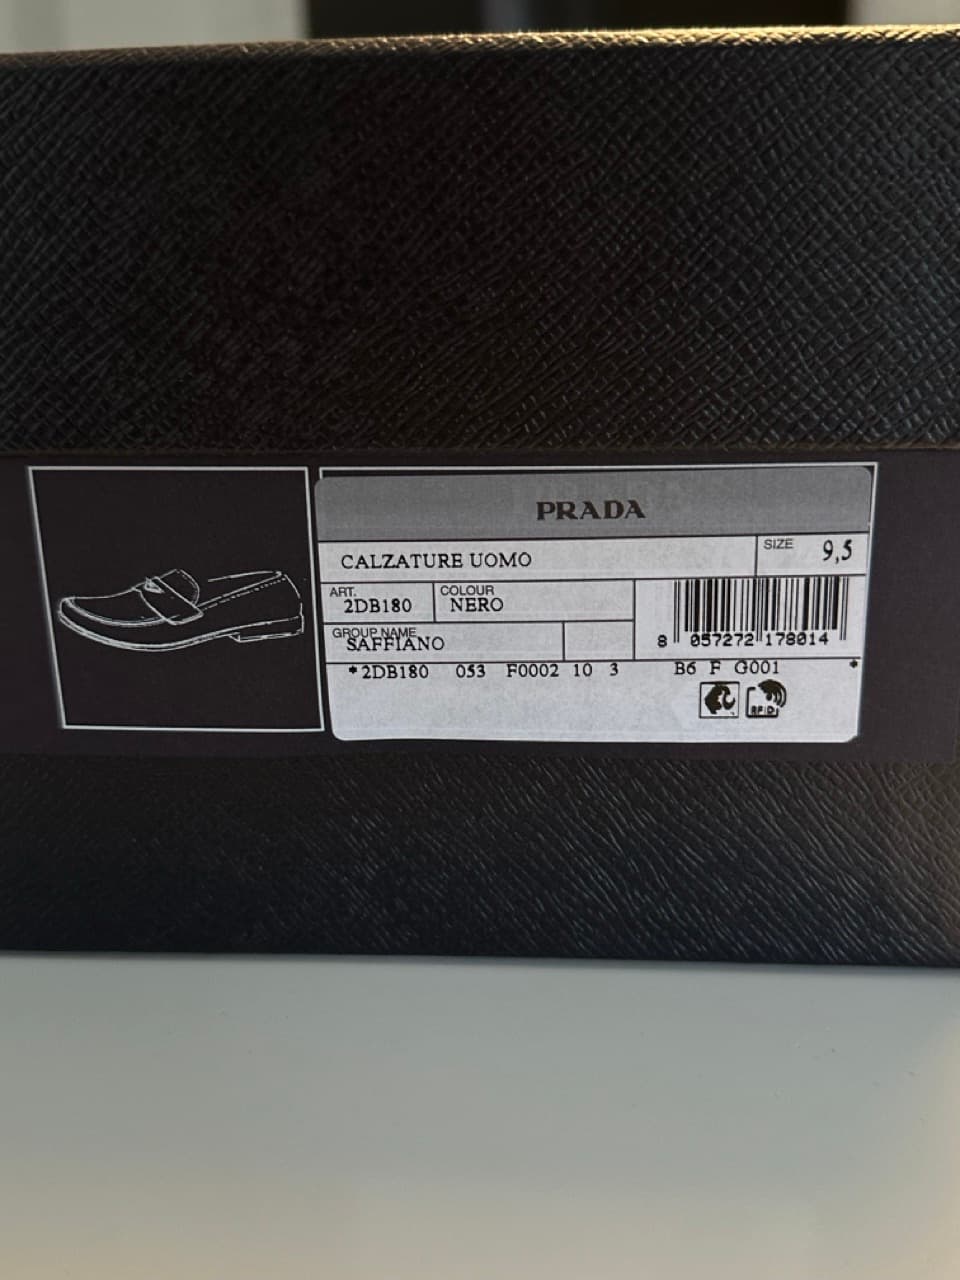 PRADA
CALZATURE UOMO
SIZE 9,5
ART. COLOUR
2DB180 NERO
GROUP NAME
SAFFIANO
8 057272 178014
*2DB180 053 F0002 10 3 B6 F G001 *
RFID